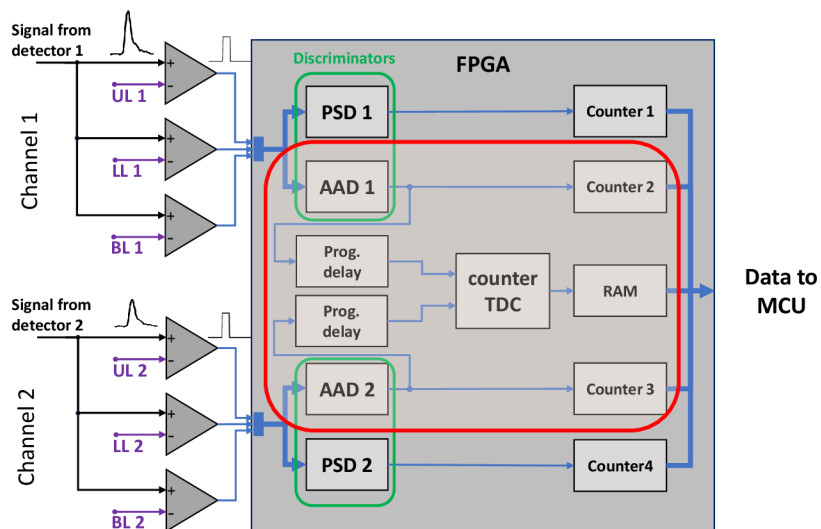 Signal from
detector 1
+
-
UL 1
Channel 1
+
-
LL 1
+
-
BL 1
Discriminators
FPGA
PSD 1
Counter 1
AAD 1
Counter 2
Prog.
delay
counter
TDC
RAM
Prog.
delay
AAD 2
Counter 3
PSD 2
Counter4
Data to
MCU
Signal from
detector 2
+
-
UL 2
Channel 2
+
-
LL 2
+
-
BL 2